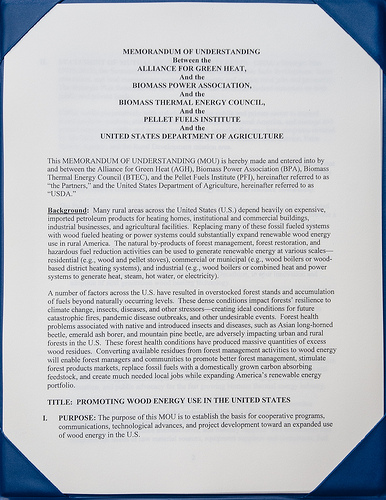 MEMORANDUM OF UNDERSTANDING
Between the
ALLIANCE FOR GREEN HEAT,
And the
BIOMASS POWER ASSOCIATION,
And the
BIOMASS THERMAL ENERGY COUNCIL,
And the
PELLET FUELS INSTITUTE
And the
UNITED STATES DEPARTMENT OF AGRICULTURE
This MEMORANDUM OF UNDERSTANDING (MOU) is hereby made and entered into by
and between the Alliance for Green Heat (AGH), Biomass Power Association (BPA), Biomass
Thermal Energy Council (BTEC), and the Pellet Fuels Institute (PFI), hereinafter referred to as
“the Partners,” and the United States Department of Agriculture, hereinafter referred to as
“USDA.”
Background: Many rural areas across the United States (U.S.) depend heavily on expensive,
imported petroleum products for heating homes, institutional and commercial buildings,
industrial businesses, and agricultural facilities. Replacing many of these fossil fueled systems
with wood fueled heating or power systems could substantially expand renewable wood energy
use in rural America. The natural by-products of forest management, forest restoration, and
hazardous fuel reduction activities can be used to generate renewable energy at various scales—
residential (e.g., wood and pellet stoves), commercial or municipal (e.g., wood boilers or wood-
based district heating systems), and industrial (e.g., wood boilers or combined heat and power
systems to generate heat, steam, hot water, or electricity).
A number of factors across the U.S. have resulted in overstocked forest stands and accumulation
of fuels beyond naturally occurring levels. These dense conditions impact forests’ resilience to
climate change, insects, diseases, and other stressors—creating ideal conditions for future
catastrophic fires, pandemic disease outbreaks, and other undesirable events. Forest health
problems associated with native and introduced insects and diseases, such as Asian long-horned
beetle, emerald ash borer, and mountain pine beetle, are adversely impacting urban and rural
forests in the U.S. These forest health conditions have produced massive quantities of excess
wood residues. Converting available residues from forest management activities to wood energy
will enable forest managers and communities to promote better forest management, stimulate
forest products markets, replace fossil fuels with a domestically grown carbon absorbing
feedstock, and create much needed local jobs while expanding America’s renewable energy
portfolio.
TITLE: PROMOTING WOOD ENERGY USE IN THE UNITED STATES
I. PURPOSE: The purpose of this MOU is to establish the basis for cooperative programs,
communications, technological advances, and project development toward an expanded use
of wood energy in the U.S.